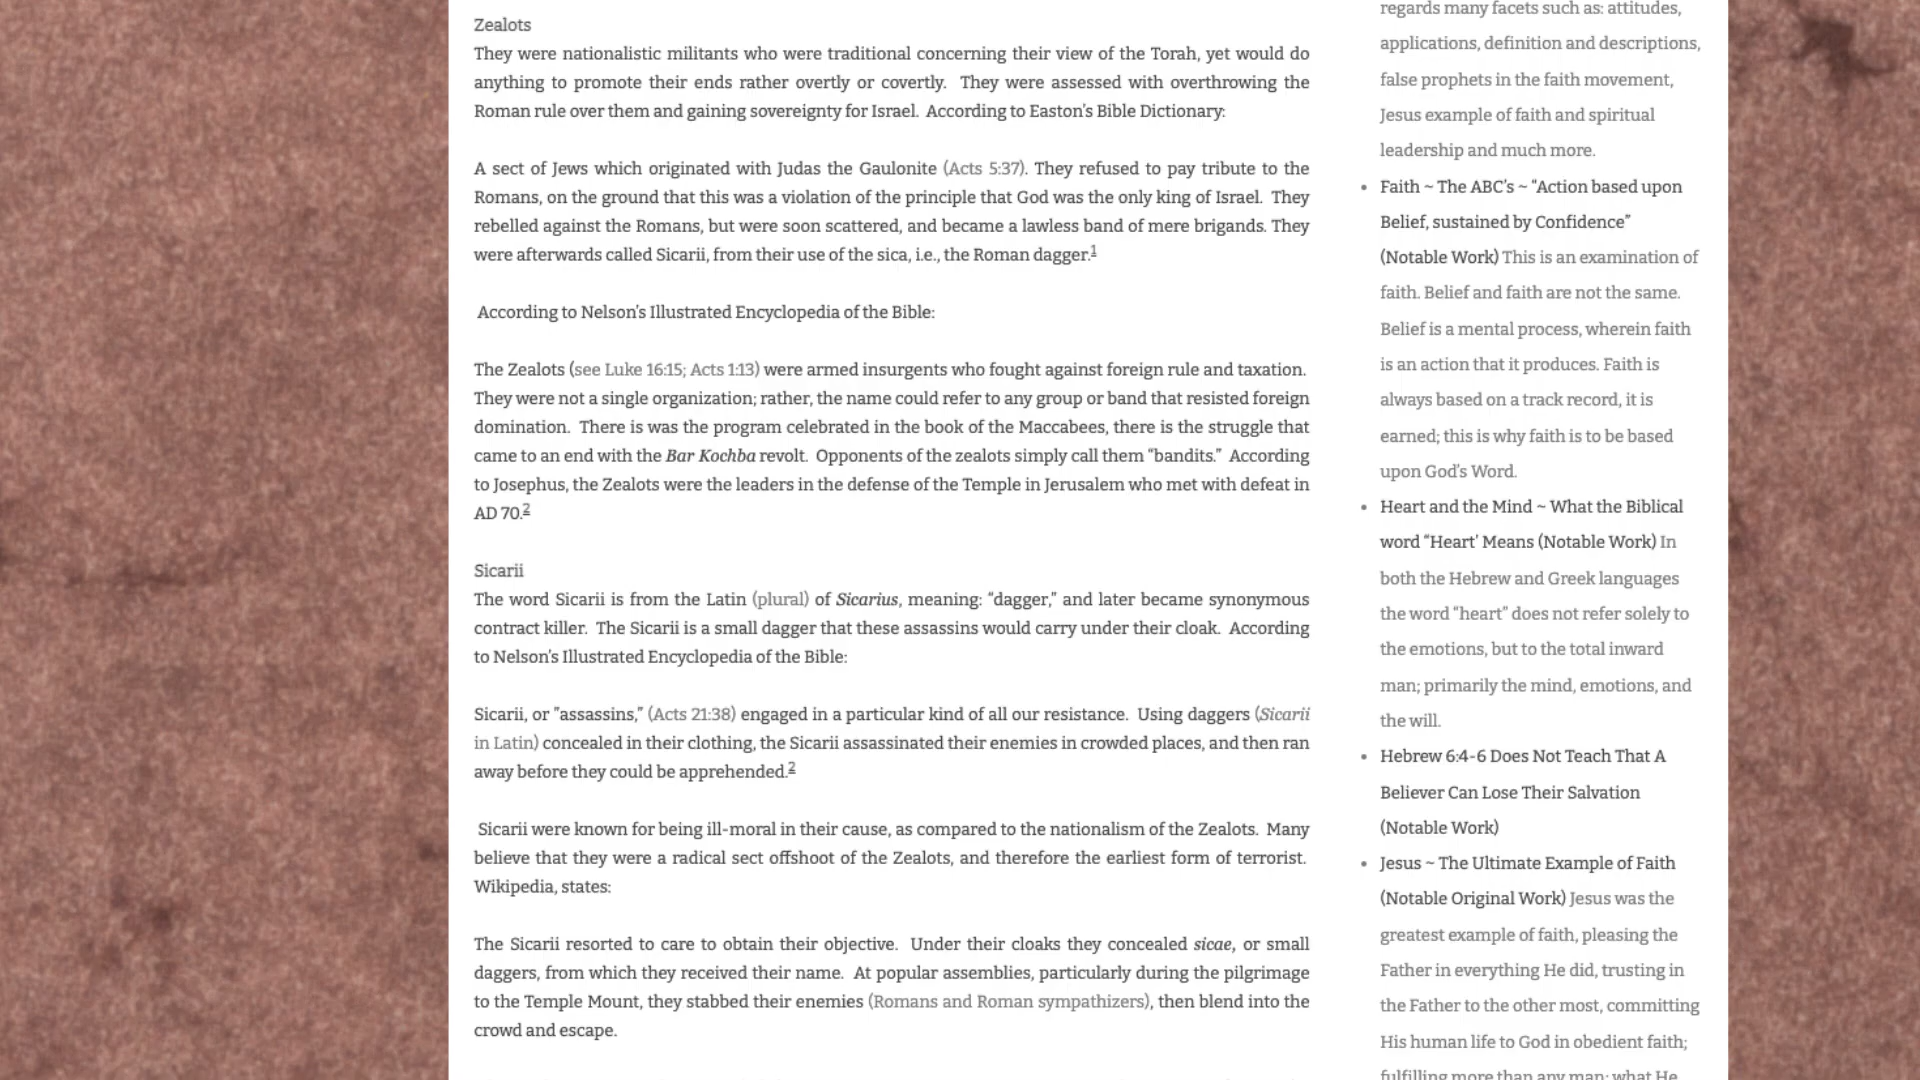 Zealots
They were nationalistic militants who were traditional concerning their view of the Torah, yet would do
anything to promote their ends rather overtly or covertly.  They were assessed with overthrowing the
Roman rule over them and gaining sovereignty for Israel.  According to Easton’s Bible Dictionary:
A sect of Jews which originated with Judas the Gaulonite (Acts 5:37). They refused to pay tribute to the
Romans, on the ground that this was a violation of the principle that God was the only king of Israel.  They
rebelled against the Romans, but were soon scattered, and became a lawless band of mere brigands. They
were afterwards called Sicarii, from their use of the sica, i.e., the Roman dagger.1
According to Nelson’s Illustrated Encyclopedia of the Bible:
The Zealots (see Luke 16:15; Acts 1:13) were armed insurgents who fought against foreign rule and taxation.
They were not a single organization; rather, the name could refer to any group or band that resisted foreign
domination.  There is was the program celebrated in the book of the Maccabees, there is the struggle that
came to an end with the Bar Kochba revolt.  Opponents of the zealots simply call them “bandits.”  According
to Josephus, the Zealots were the leaders in the defense of the Temple in Jerusalem who met with defeat in
AD 70.2
Sicarii
The word Sicarii is from the Latin (plural) of Sicarius, meaning: “dagger,” and later became synonymous
contract killer.  The Sicarii is a small dagger that these assassins would carry under their cloak.  According
to Nelson’s Illustrated Encyclopedia of the Bible:
Sicarii, or ”assassins,” (Acts 21:38) engaged in a particular kind of all our resistance.  Using daggers (Sicarii
in Latin) concealed in their clothing, the Sicarii assassinated their enemies in crowded places, and then ran
away before they could be apprehended.2
Sicarii were known for being ill-moral in their cause, as compared to the nationalism of the Zealots.  Many
believe that they were a radical sect offshoot of the Zealots, and therefore the earliest form of terrorist.
Wikipedia, states:
The Sicarii resorted to care to obtain their objective.  Under their cloaks they concealed sicae, or small
daggers, from which they received their name.  At popular assemblies, particularly during the pilgrimage
to the Temple Mount, they stabbed their enemies (Romans and Roman sympathizers), then blend into the
crowd and escape.
regards many facets such as: attitudes,
applications, definition and descriptions,
false prophets in the faith movement,
Jesus example of faith and spiritual
leadership and much more.
• Faith ~ The ABC’s ~ “Action based upon
Belief, sustained by Confidence”
(Notable Work) This is an examination of
faith. Belief and faith are not the same.
Belief is a mental process, wherein faith
is an action that it produces. Faith is
always based on a track record, it is
earned; this is why faith is to be based
upon God’s Word.
• Heart and the Mind ~ What the Biblical
word “Heart’ Means (Notable Work) In
both the Hebrew and Greek languages
the word “heart” does not refer solely to
the emotions, but to the total inward
man; primarily the mind, emotions, and
the will.
• Hebrew 6:4-6 Does Not Teach That A
Believer Can Lose Their Salvation
(Notable Work)
• Jesus ~ The Ultimate Example of Faith
(Notable Original Work) Jesus was the
greatest example of faith, pleasing the
Father in everything He did, trusting in
the Father to the other most, committing
His human life to God in obedient faith;
fulfilling more than any man; what He